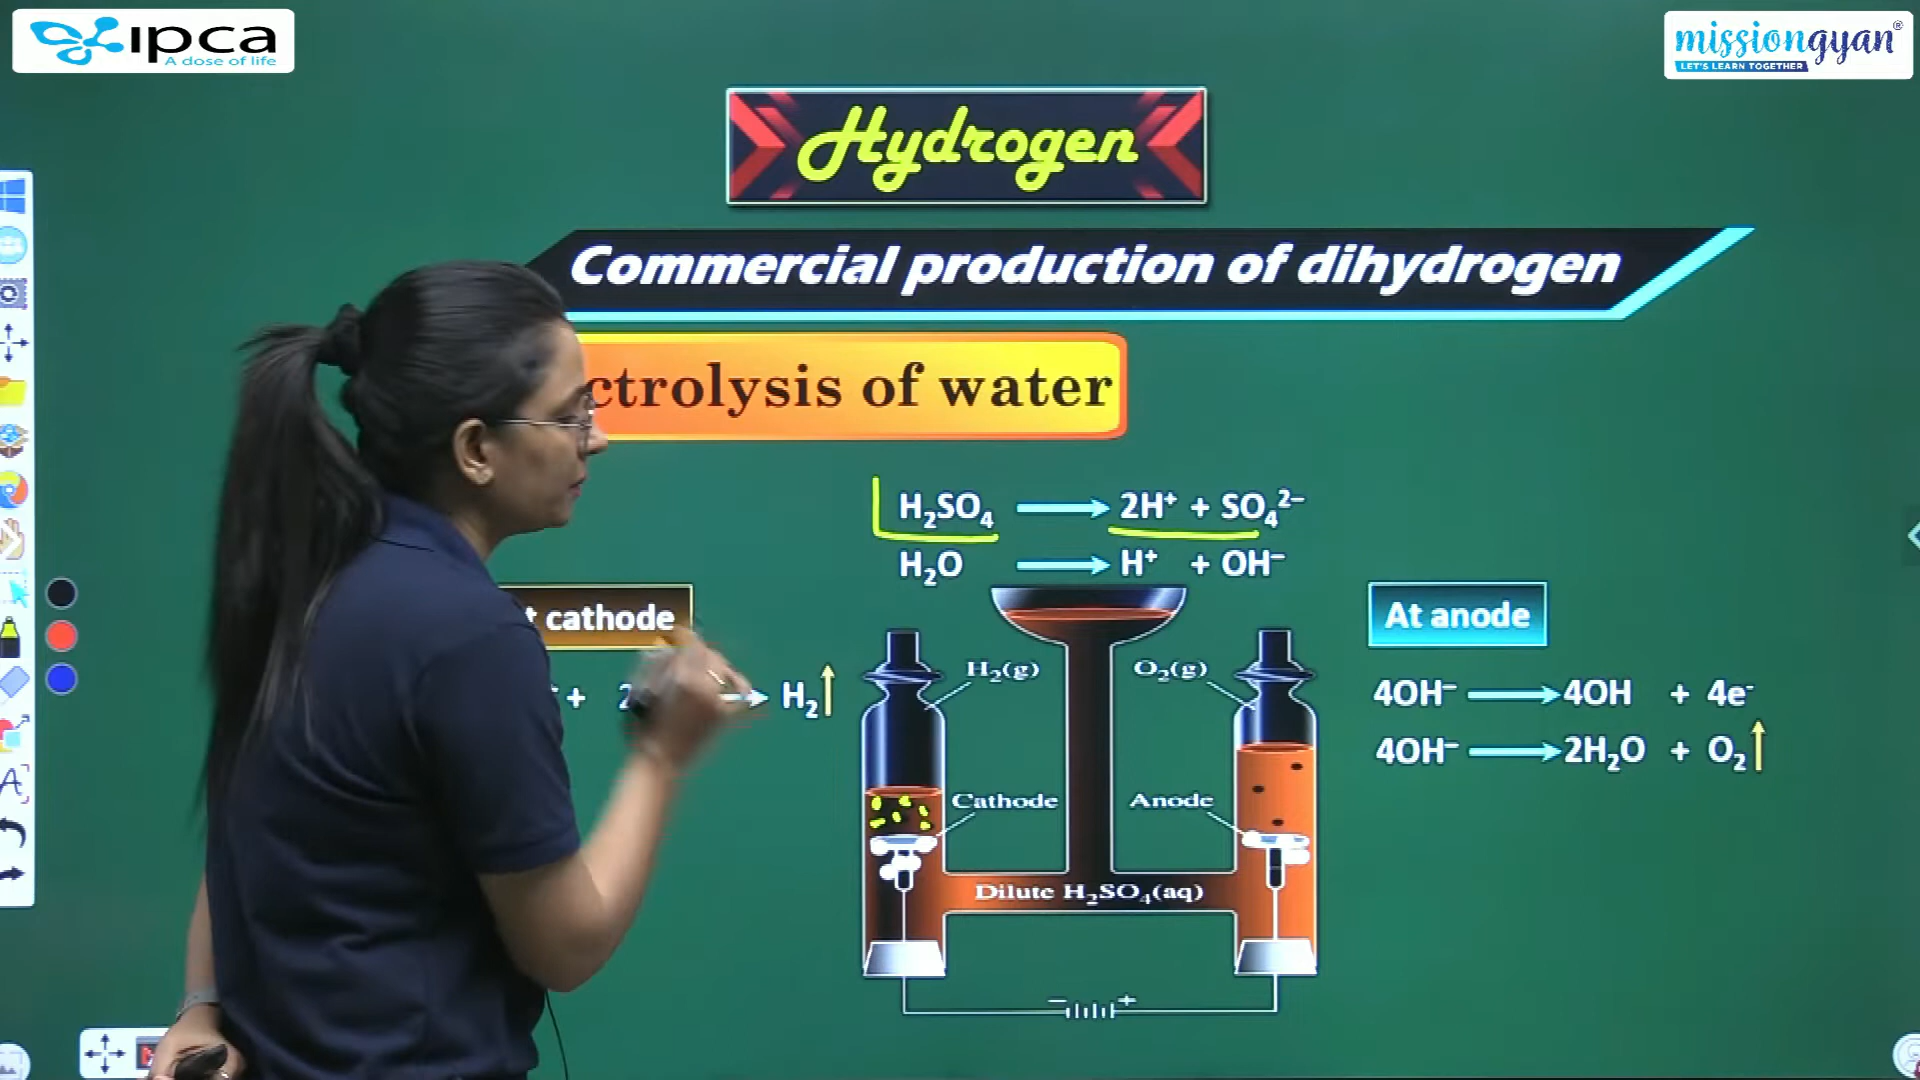 ipca
A dose of life
missiongyan®
LET'S LEARN TOGETHER
Hydrogen
Commercial production of dihydrogen
ctrolysis of water
H₂SO₄ ⟶ 2H⁺ + SO₄²⁻
H₂O ⟶ H⁺ + OH⁻
t cathode
At anode
+ 2 → H₂↑
H₂(g)
O₂(g)
4OH⁻ ⟶ 4OH + 4e⁻
4OH⁻ ⟶ 2H₂O + O₂↑
Cathode
Anode
Dilute H₂SO₄(aq)
− +